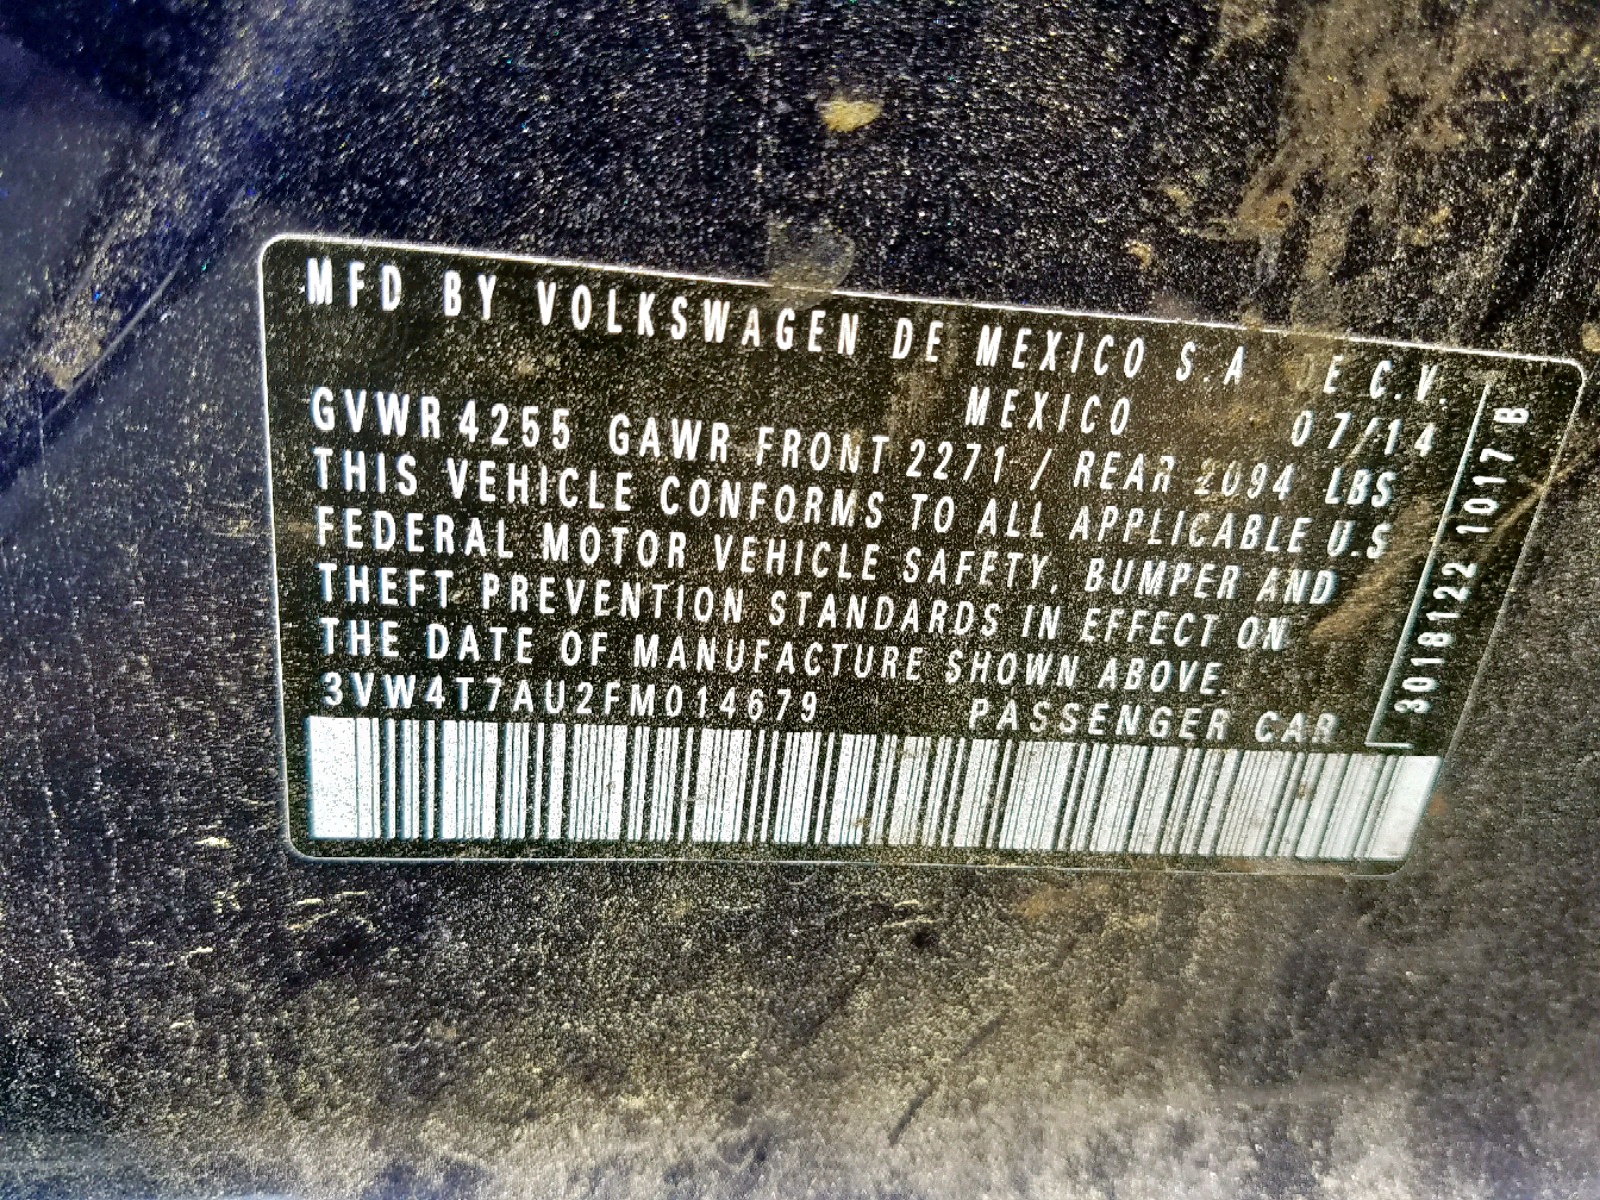 MFD BY VOLKSWAGEN DE MEXICO S.A DE C.V.
MEXICO 07/14
GVWR 4255 GAWR FRONT 2271 / REAR 2094 LBS
THIS VEHICLE CONFORMS TO ALL APPLICABLE U.S
FEDERAL MOTOR VEHICLE SAFETY, BUMPER AND
THEFT PREVENTION STANDARDS IN EFFECT ON
THE DATE OF MANUFACTURE SHOWN ABOVE.
3VW4T7AU2FM014679 PASSENGER CAR
3018122 1017 B